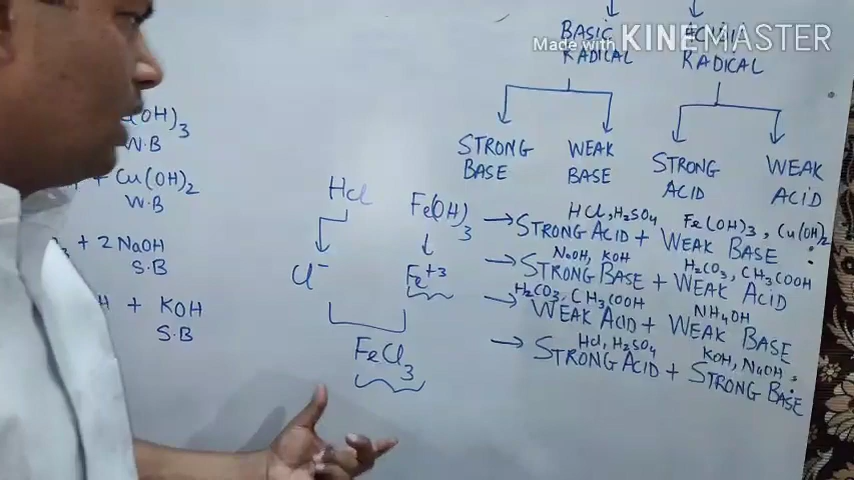 Made with KINEMASTER
BASIC
RADICAL
RADICAL
STRONG
BASE
WEAK
BASE
STRONG
ACID
WEAK
ACID
(OH)3
W.B
+ Cu(OH)2
W.B
+ 2 NaOH
S.B
H + KOH
S.B
Hcl
Fe(OH)3
Cl-
Fe+3
FeCl3
HCl, H2SO4 Fe(OH)3, Cu(OH)2
→ STRONG ACID + WEAK BASE :
NaOH, KOH H2CO3, CH3COOH
→ STRONG BASE + WEAK ACID
H2CO3, CH3COOH NH4OH
→ WEAK ACID + WEAK BASE
Hcl, H2SO4 KOH, NaOH
→ STRONG ACID + STRONG BASE :